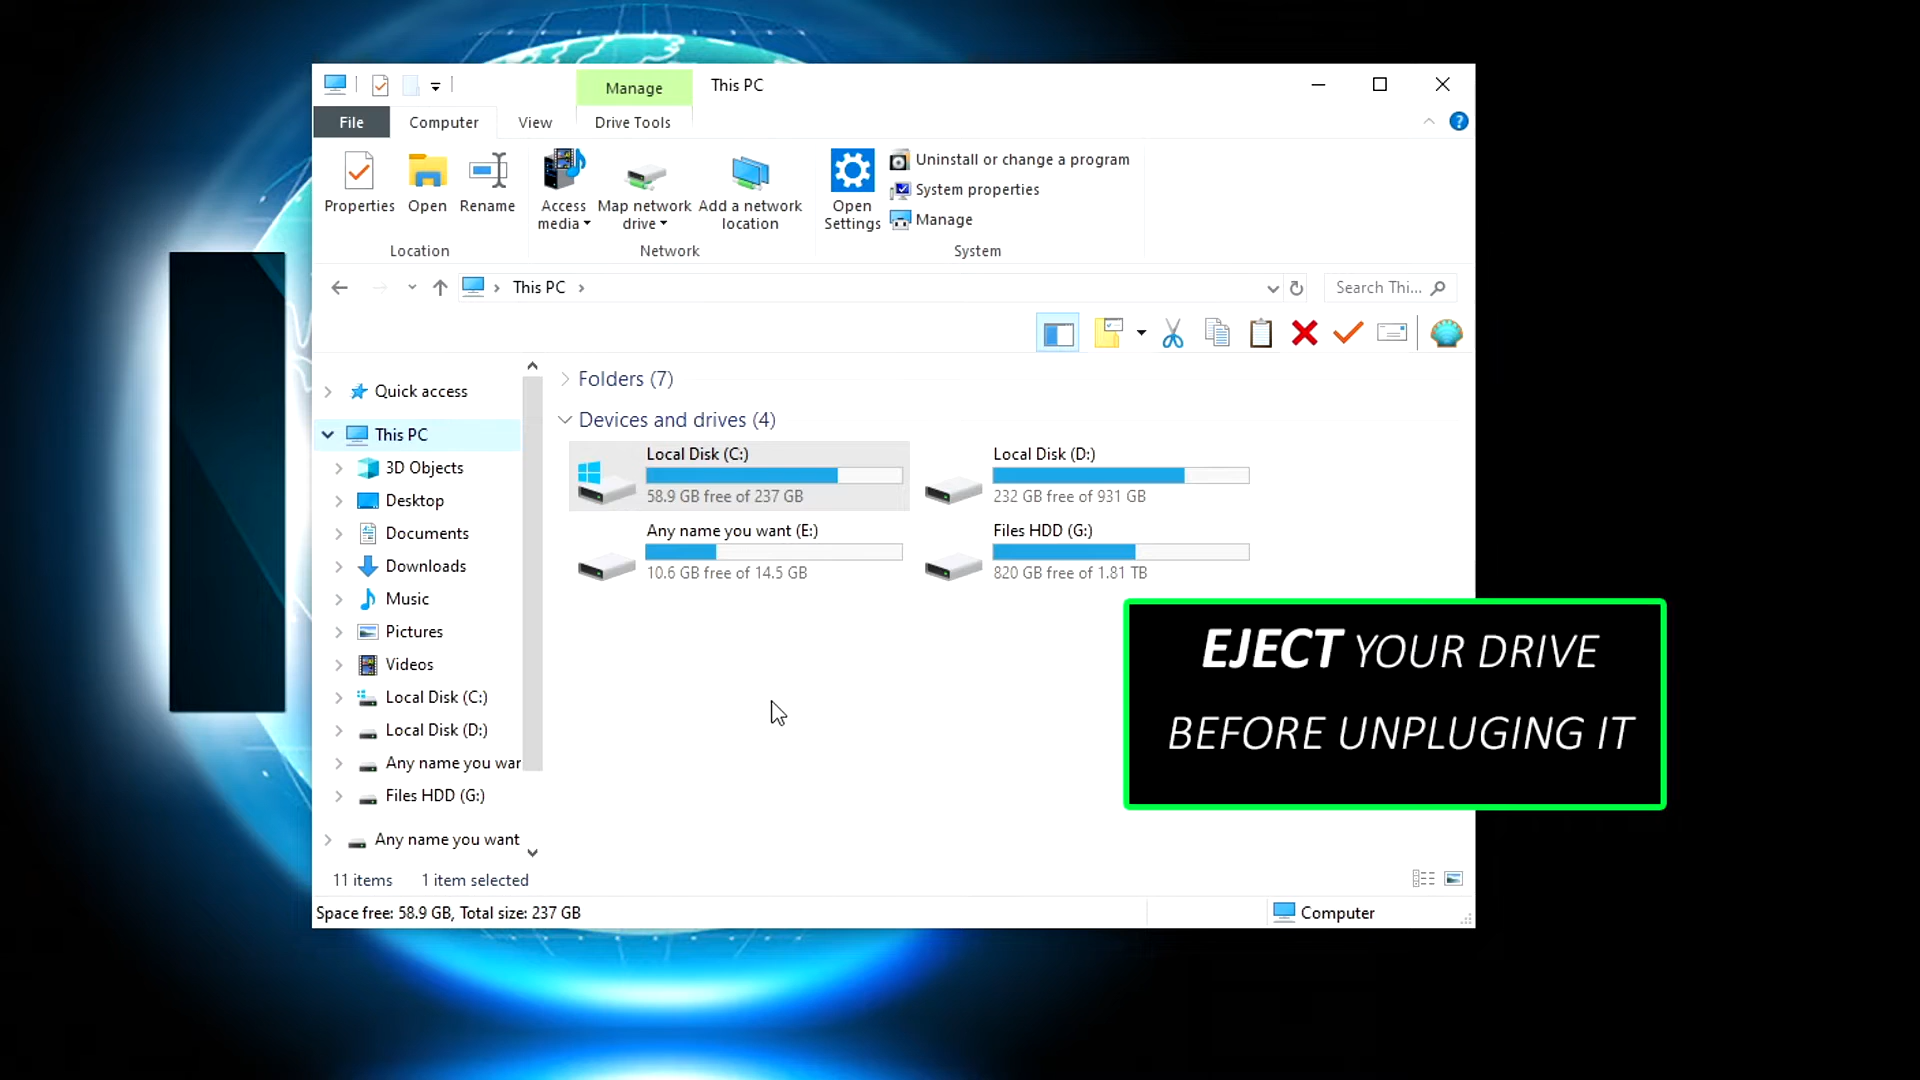 Manage
This PC
File
Computer
View
Drive Tools
Properties
Open
Rename
Access media
Map network drive
Add a network location
Open Settings
Uninstall or change a program
System properties
Manage
Location
Network
System
This PC
Search Thi...
Quick access
This PC
3D Objects
Desktop
Documents
Downloads
Music
Pictures
Videos
Local Disk (C:)
Local Disk (D:)
Any name you war
Files HDD (G:)
Any name you want
Folders (7)
Devices and drives (4)
Local Disk (C:)
58.9 GB free of 237 GB
Local Disk (D:)
232 GB free of 931 GB
Any name you want (E:)
10.6 GB free of 14.5 GB
Files HDD (G:)
820 GB free of 1.81 TB
EJECT YOUR DRIVE
BEFORE UNPLUGING IT
11 items
1 item selected
Space free: 58.9 GB, Total size: 237 GB
Computer